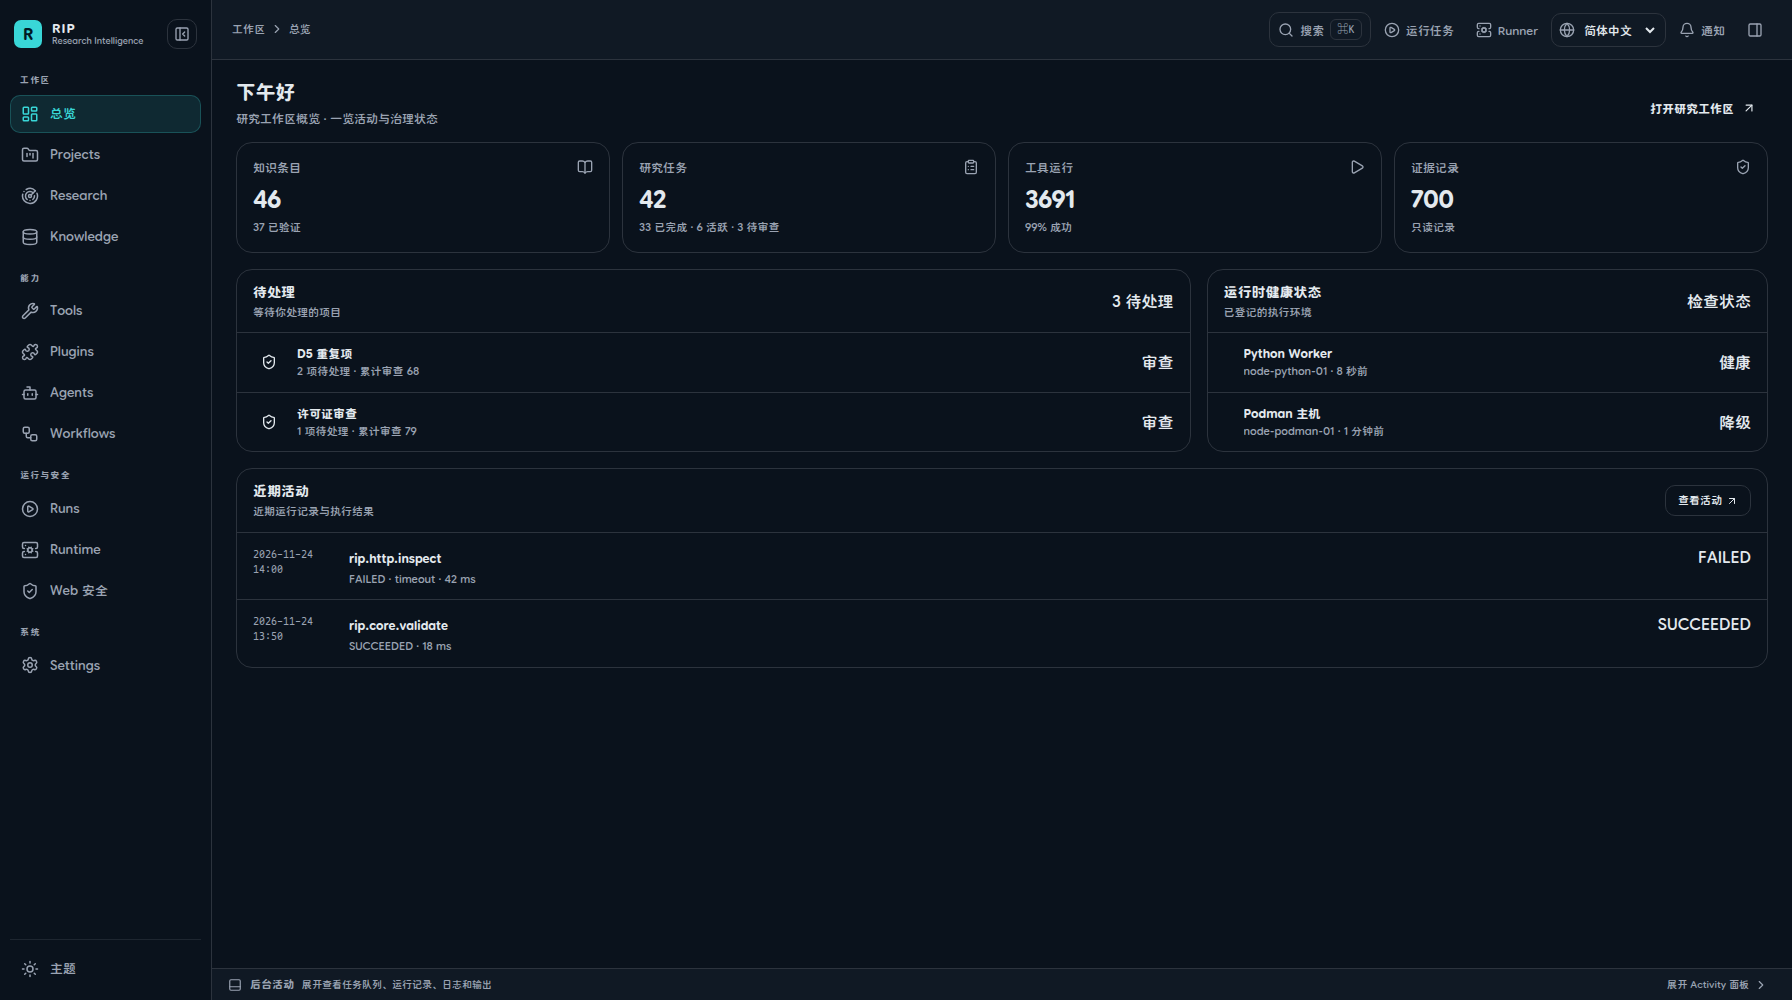 R
RIP
Research Intelligence
工作区
总览
Projects
Research
Knowledge
能力
Tools
Plugins
Agents
Workflows
运行与安全
Runs
Runtime
Web 安全
系统
Settings
主题
工作区 总览
搜索 ⌘K
运行任务
Runner
简体中文
通知
下午好
研究工作区概览 · 一览活动与治理状态
打开研究工作区
知识条目
46
37 已验证
研究任务
42
33 已完成 · 6 活跃 · 3 待审查
工具运行
3691
99% 成功
证据记录
700
只读记录
待处理
等待你处理的项目
3 待处理
D5 重复项
2 项待处理 · 累计审查 68
审查
许可证审查
1 项待处理 · 累计审查 79
审查
运行时健康状态
已登记的执行环境
检查状态
Python Worker
node-python-01 · 8 秒前
健康
Podman 主机
node-podman-01 · 1 分钟前
降级
近期活动
近期运行记录与执行结果
查看活动
2026-11-24
14:00
rip.http.inspect
FAILED · timeout · 42 ms
FAILED
2026-11-24
13:50
rip.core.validate
SUCCEEDED · 18 ms
SUCCEEDED
后台活动 展开查看任务队列、运行记录、日志和输出
展开 Activity 面板